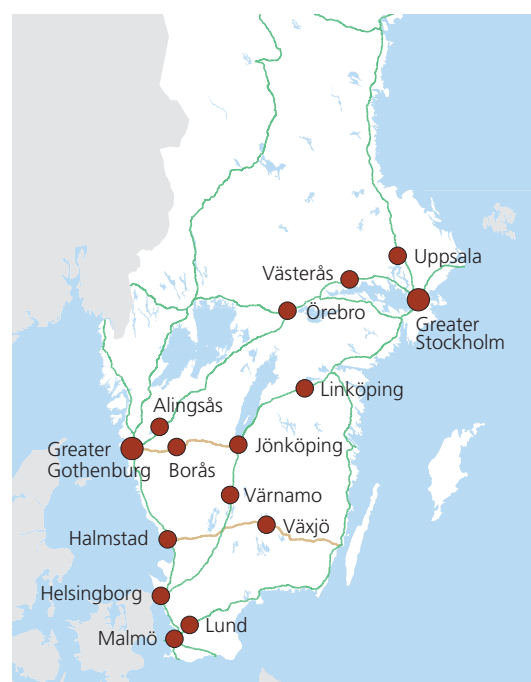 Uppsala
Västerås
Örebro
Greater
Stockholm
Linköping
Alingsås
Greater
Gothenburg
Borås
Jönköping
Värnamo
Växjö
Halmstad
Helsingborg
Lund
Malmö